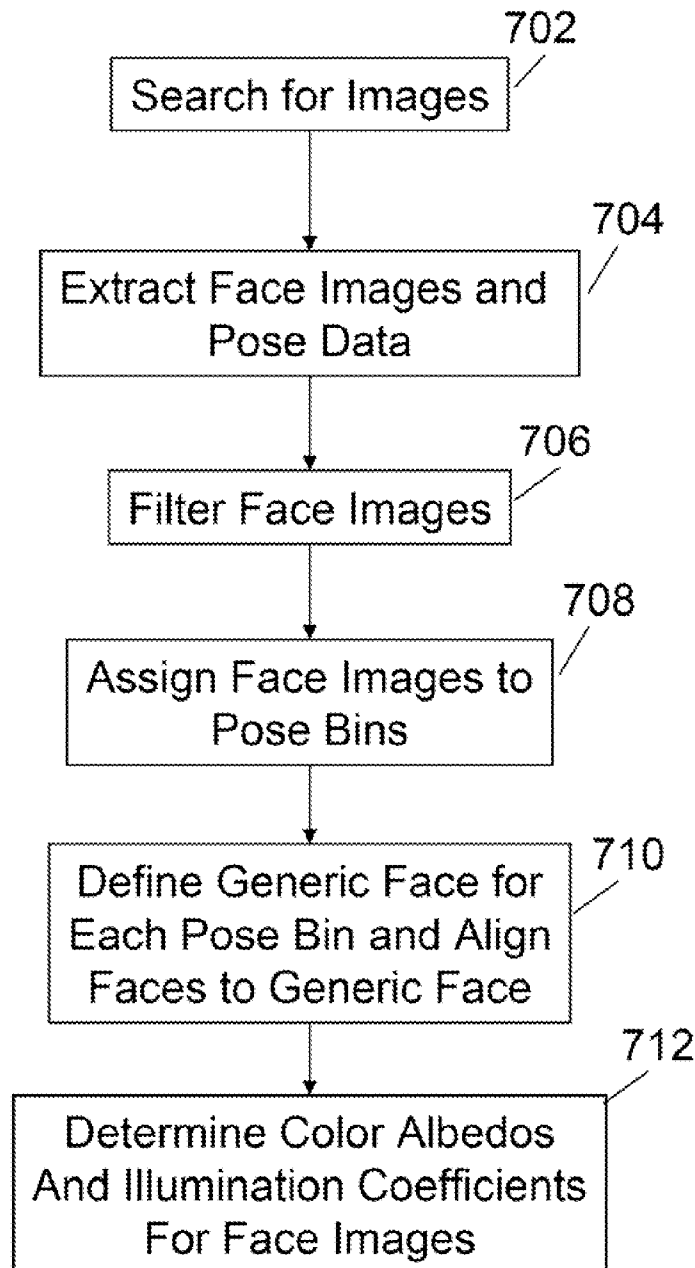 702
Search for Images
704
Extract Face Images and
Pose Data
706
Filter Face Images
708
Assign Face Images to
Pose Bins
710
Define Generic Face for
Each Pose Bin and Align
Faces to Generic Face
712
Determine Color Albedos
And Illumination Coefficients
For Face Images